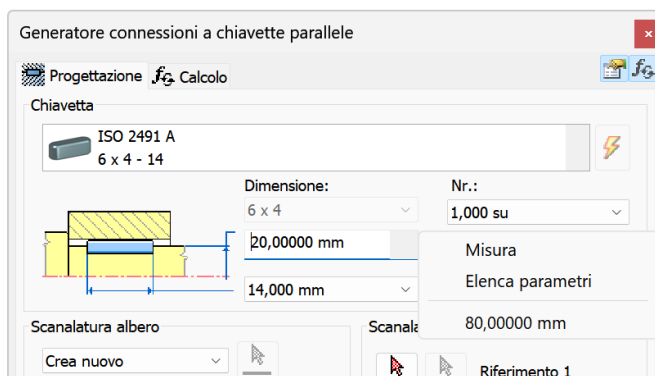 Generatore connessioni a chiavette parallele
Progettazione
Calcolo
Chiavetta
ISO 2491 A
6 x 4 - 14
Dimensione:
Nr.:
6 x 4
1,000 su
20,00000 mm
Misura
Elenca parametri
14,000 mm
80,00000 mm
Scanalatura albero
Scanala
Crea nuovo
Riferimento 1